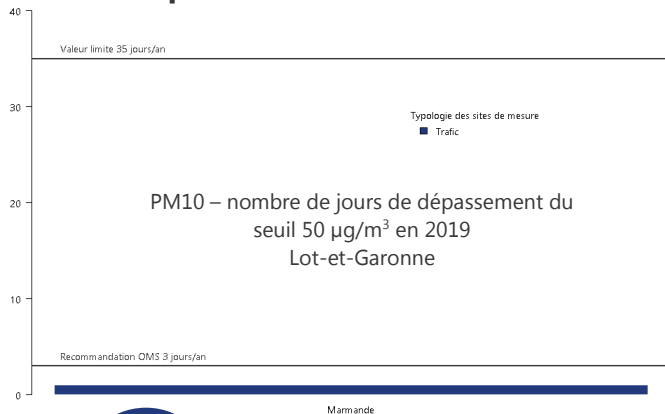 40
Valeur limite 35 jours/an
30
Typologie des sites de mesure
Trafic
20
PM10 – nombre de jours de dépassement du
seuil 50 µg/m³ en 2019
Lot-et-Garonne
10
Recommandation OMS 3 jours/an
0
Marmande